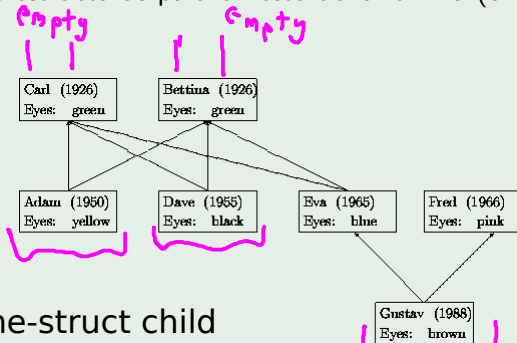 empty empty
Carl (1926) Bettina (1926)
Eyes: green Eyes: green
Adam (1950) Dave (1955) Eva (1965) Fred (1966)
Eyes: yellow Eyes: black Eyes: blue Eyes: pink
Gustav (1988)
ne-struct child
Eyes: brown